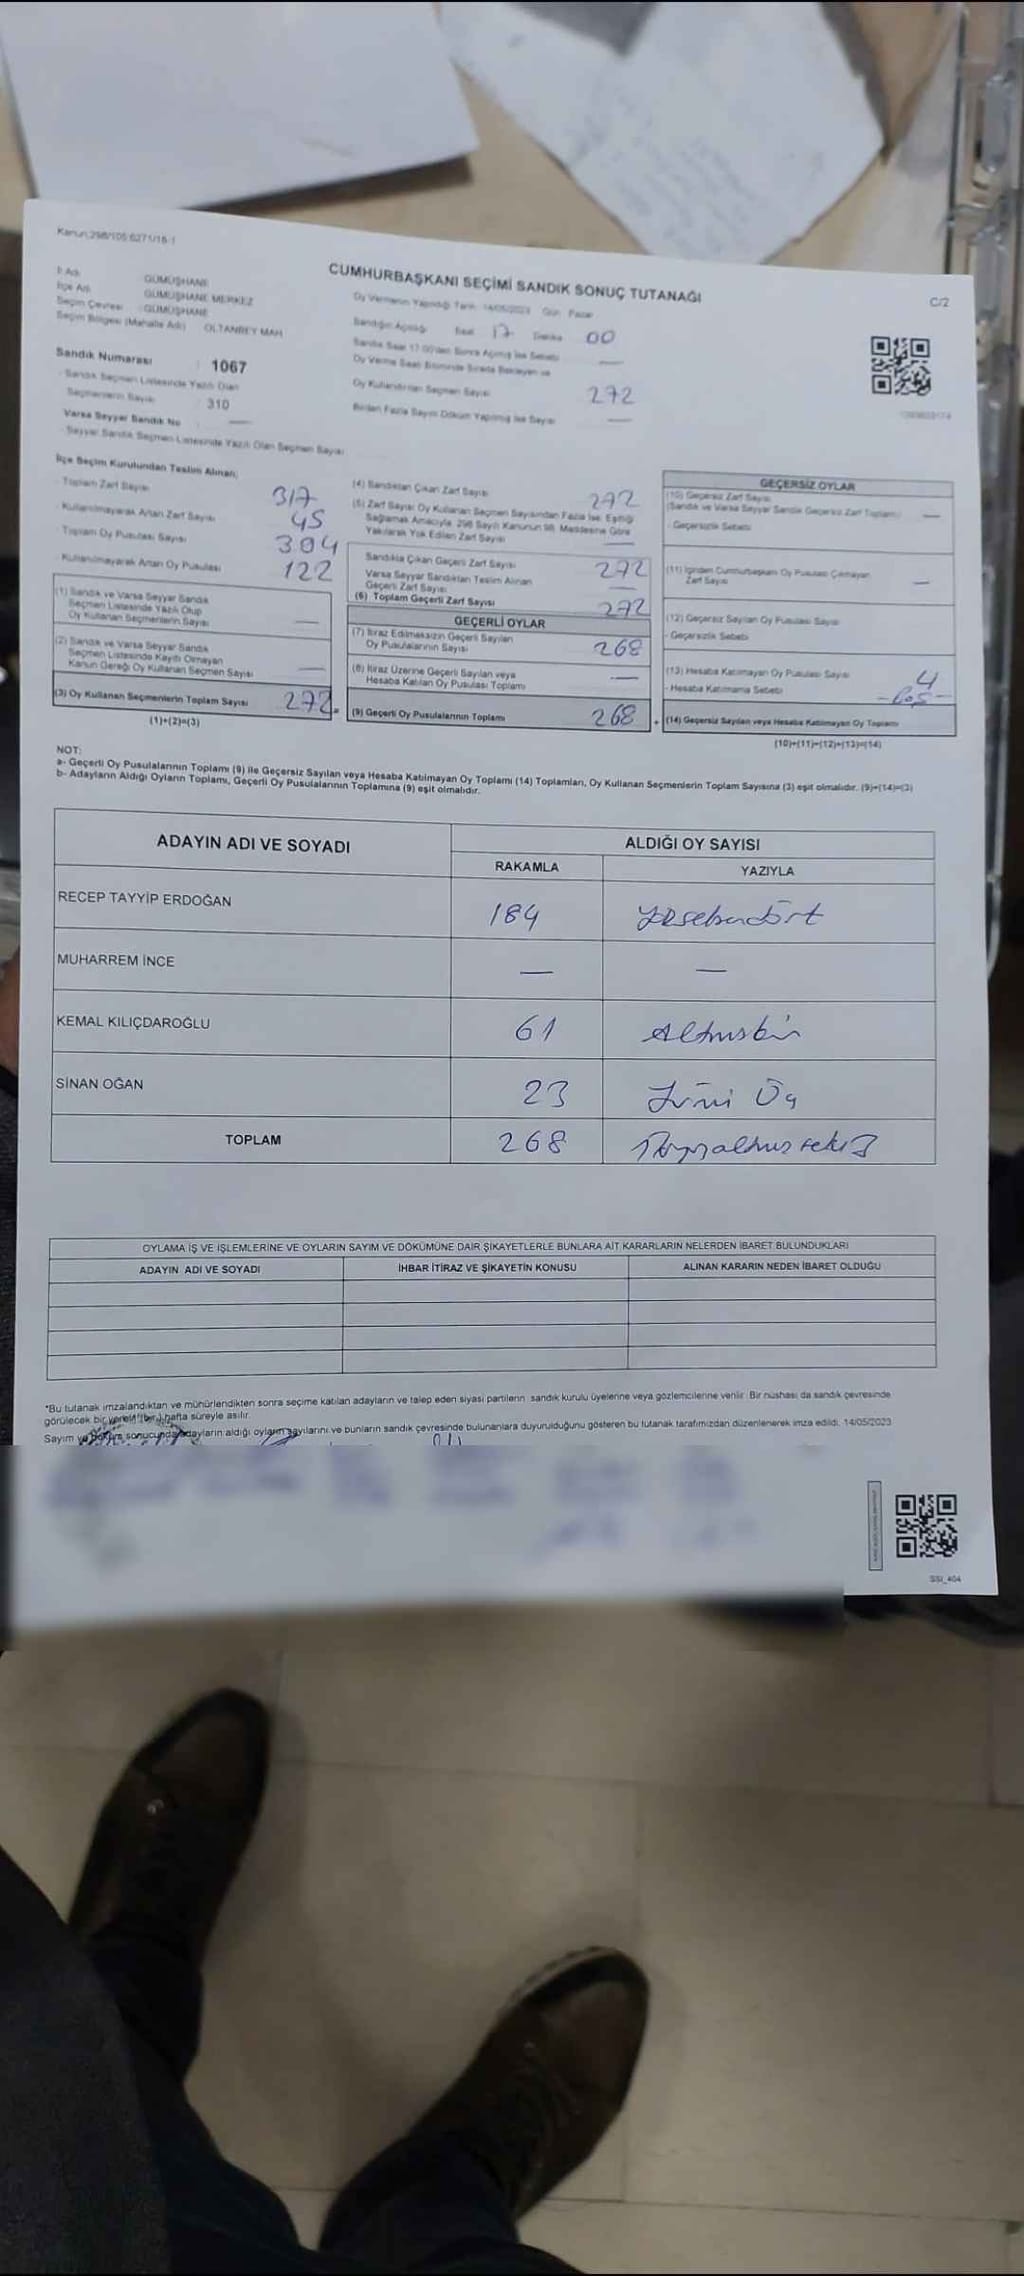 Kanun:298/105 6271/18-1
CUMHURBAŞKANI SEÇİMİ SANDIK SONUÇ TUTANAĞI
C/2
İl Adı : GÜMÜŞHANE
İlçe Adı : GÜMÜŞHANE MERKEZ
Seçim Çevresi : GÜMÜŞHANE
Seçim Bölgesi (Mahalle Adı) : OLTANBEY MAH
Sandık Numarası : 1067
Sandık Seçmen Listesinde Yazılı Olan
Seçmenlerin Sayısı : 310
Varsa Seyyar Sandık No —
Seyyar Sandık Seçmen Listesinde Yazılı Olan Seçmen Sayısı
Oy Vermenin Yapıldığı Tarih 14/05/2023 Gün Pazar
Sandığın Açılışı Saat 17 Dakika 00
Sandık Saat 17.00'den Sonra Açılmış İse Sebebi —
Oy Verme Saati Bitiminde Sırada Bekleyen ve
Oy Kullandırılan Seçmen Sayısı 272
Birden Fazla Sayım Döküm Yapılmış İse Sayısı —
İlçe Seçim Kurulundan Teslim Alınan;
Toplam Zarf Sayısı 317
Kullanılmayarak Artan Zarf Sayısı 45
Toplam Oy Pusulası Sayısı 394
Kullanılmayarak Artan Oy Pusulası 122
(1) Sandık ve Varsa Seyyar Sandık
Seçmen Listesinde Yazılı Olup
Oy Kullanan Seçmenlerin Sayısı —
(2) Sandık ve Varsa Seyyar Sandık
Seçmen Listesinde Kayıtlı Olmayan
Kanun Gereği Oy Kullanan Seçmen Sayısı —
(3) Oy Kullanan Seçmenlerin Toplam Sayısı 272
(1)+(2)=(3)
(4) Sandıktan Çıkan Zarf Sayısı 272
(5) Zarf Sayısı Oy Kullanan Seçmen Sayısından Fazla İse, Eşitliği
Sağlamak Amacıyla 298 Sayılı Kanunun 98. Maddesine Göre
Yakılarak Yok Edilen Zarf Sayısı —
Sandıkta Çıkan Geçerli Zarf Sayısı 272
Varsa Seyyar Sandıktan Teslim Alınan
Geçerli Zarf Sayısı —
(6) Toplam Geçerli Zarf Sayısı 272
GEÇERLİ OYLAR
(7) İtiraz Edilmeksizin Geçerli Sayılan
Oy Pusulalarının Sayısı 268
(8) İtiraz Üzerine Geçerli Sayılan veya
Hesaba Katılan Oy Pusulası Toplamı —
(9) Geçerli Oy Pusulalarının Toplamı 268
GEÇERSİZ OYLAR
(10) Geçersiz Zarf Sayısı
(Sandık ve Varsa Seyyar Sandık Geçersiz Zarf Toplamı) —
- Geçersizlik Sebebi
(11) İçinden Cumhurbaşkanı Oy Pusulası Çıkmayan
Zarf Sayısı —
(12) Geçersiz Sayılan Oy Pusulası Sayısı
- Geçersizlik Sebebi
(13) Hesaba Katılmayan Oy Pusulası Sayısı 4
- Hesaba Katılmama Sebebi
(14) Geçersiz Sayılan veya Hesaba Katılmayan Oy Toplamı
(10)+(11)+(12)+(13)=(14)
NOT:
a- Geçerli Oy Pusulalarının Toplamı (9) ile Geçersiz Sayılan veya Hesaba Katılmayan Oy Toplamı (14) Toplamları, Oy Kullanan Seçmenlerin Toplam Sayısına (3) eşit olmalıdır. (9)+(14)=(3)
b- Adayların Aldığı Oyların Toplamı, Geçerli Oy Pusulalarının Toplamına (9) eşit olmalıdır.
ADAYIN ADI VE SOYADI ALDIĞI OY SAYISI
RAKAMLA YAZIYLA
RECEP TAYYİP ERDOĞAN 184 yüzseksendört
MUHARREM İNCE — —
KEMAL KILIÇDAROĞLU 61 Altmışbir
SİNAN OĞAN 23 Yirmi Üç
TOPLAM 268 İkiyüzaltmışsekiz
OYLAMA İŞ VE İŞLEMLERİNE VE OYLARIN SAYIM VE DÖKÜMÜNE DAİR ŞİKAYETLERLE BUNLARA AİT KARARLARIN NELERDEN İBARET BULUNDUKLARI
ADAYIN ADI VE SOYADI İHBAR İTİRAZ VE ŞİKAYETİN KONUSU ALINAN KARARIN NEDEN İBARET OLDUĞU
*Bu tutanak imzalandıktan ve mühürlendikten sonra seçime katılan adayların ve talep eden siyasi partilerin sandık kurulu üyelerine veya gözlemcilerine verilir. Bir nüshası da sandık çevresinde
görülecek bir yere (bir) hafta süreyle asılır.
Sayım ve döküm sonucunda adayların aldığı oyların sayılarını ve bunların sandık çevresinde bulunanlara duyurulduğunu gösteren bu tutanak tarafımızdan düzenlenerek imza edildi. 14/05/2023
SSI_404